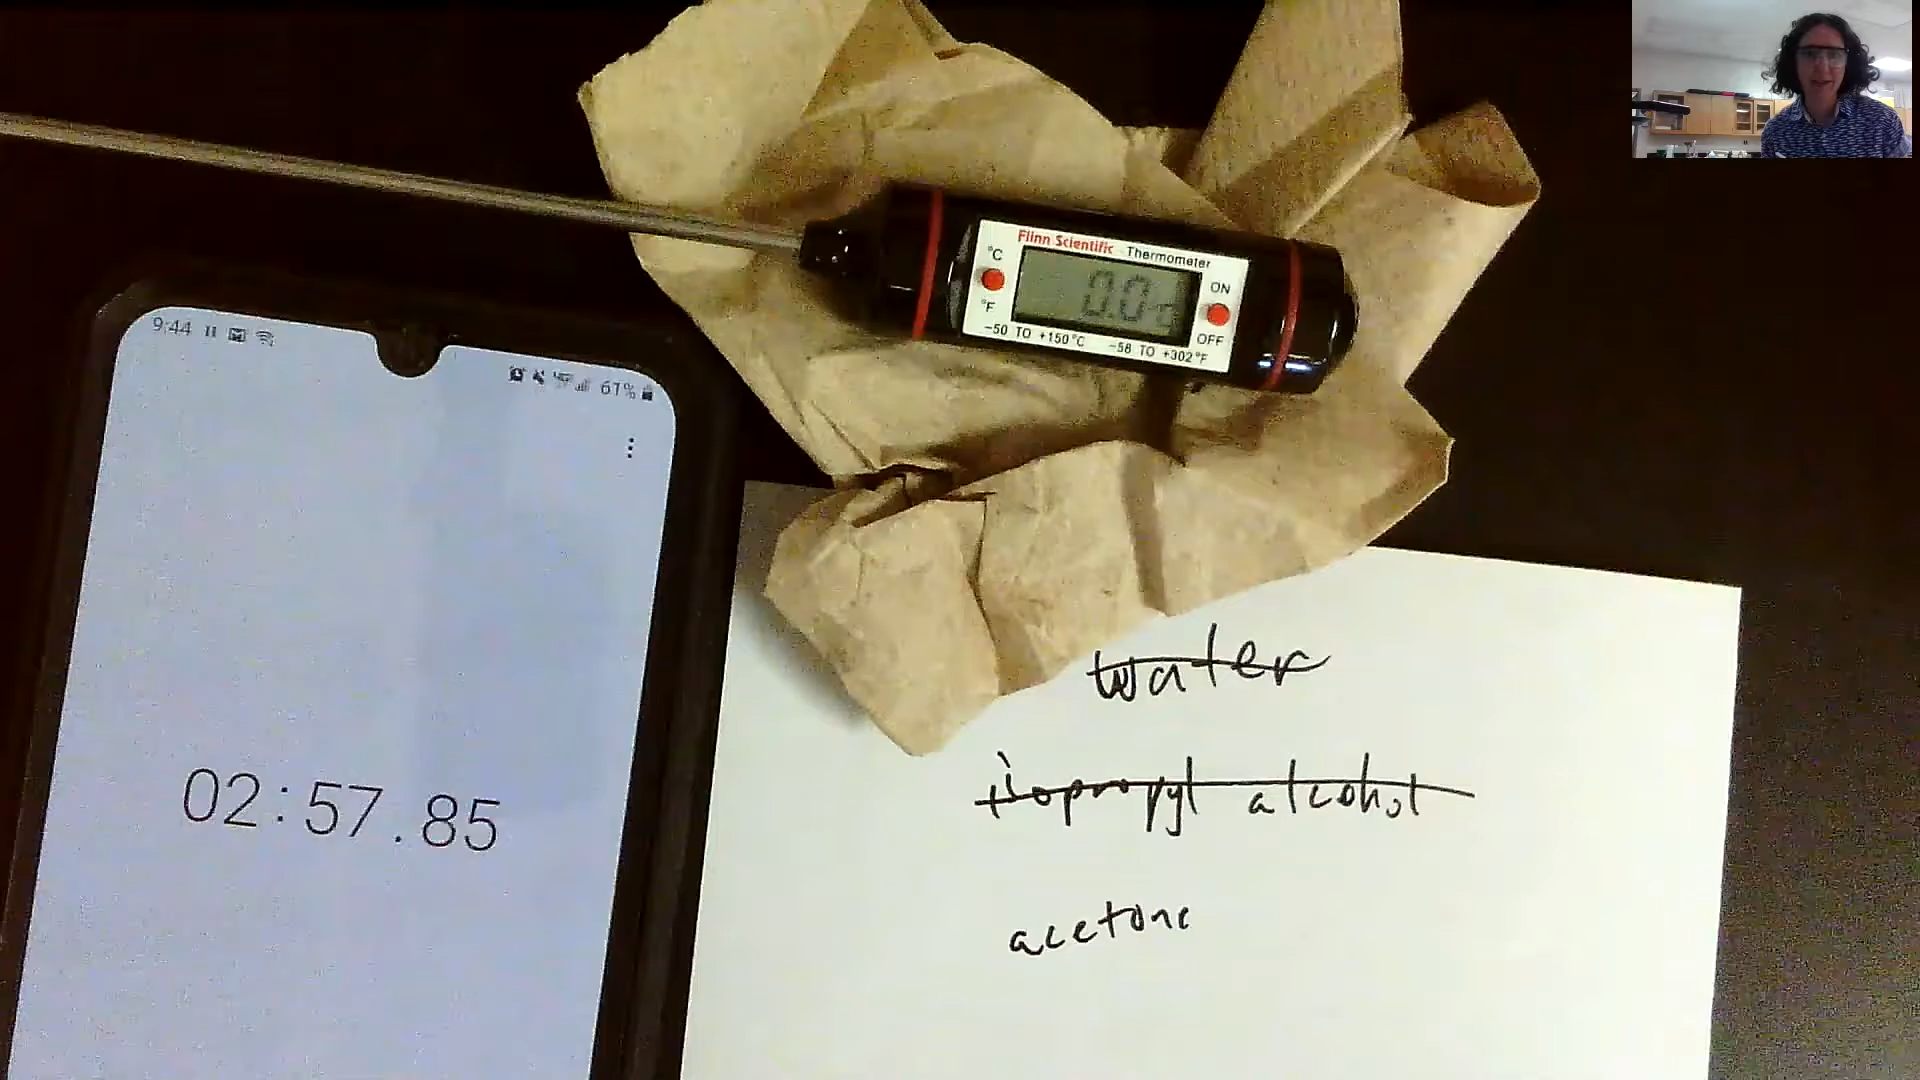 9:44
61%
02:57.85
Flinn Scientific Thermometer
°C
°F
0.0
ON
OFF
-50 TO +150°C -58 TO +302°F
water
isopropyl alcohol
acetone